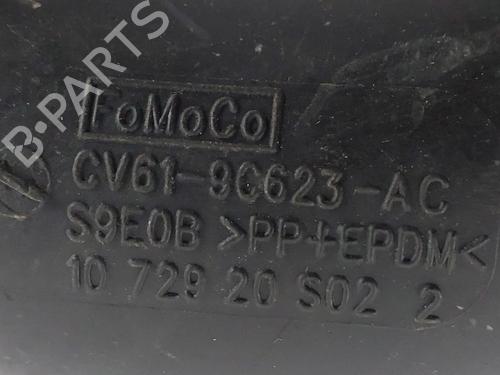 B-PARTS
FoMoCo
CV61-9C623-AC
S9E0B >PP+EPDM<
10 729 20 S02 2